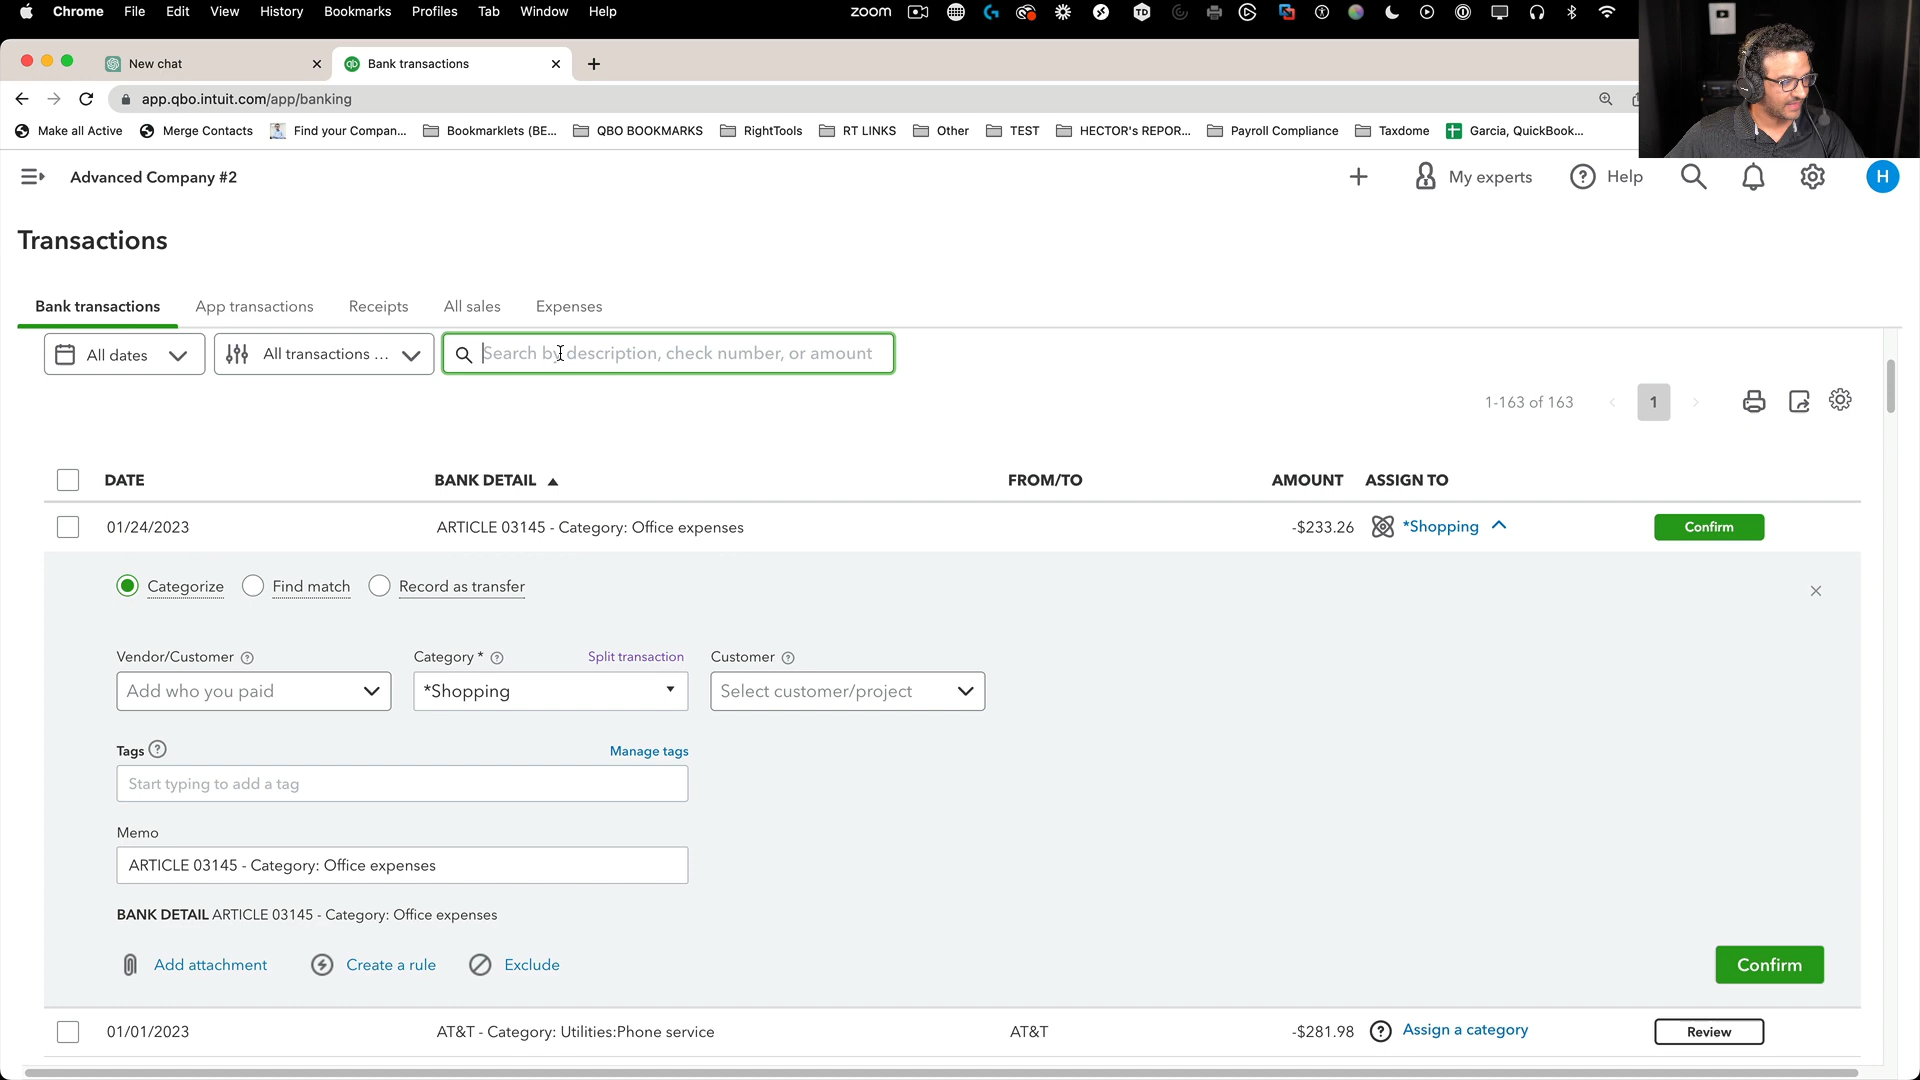 Chrome File Edit View History Bookmarks Profiles Tab Window Help zoom TD
New chat Bank transactions
app.qbo.intuit.com/app/banking
Make all Active Merge Contacts Find your Compan... Bookmarklets (BE... QBO BOOKMARKS RightTools RT LINKS Other TEST HECTOR's REPOR... Payroll Compliance Taxdome Garcia, QuickBook...
Advanced Company #2 My experts Help H
Transactions
Bank transactions App transactions Receipts All sales Expenses
All dates All transactions ... Search by description, check number, or amount
1-163 of 163 1
DATE BANK DETAIL FROM/TO AMOUNT ASSIGN TO
01/24/2023 ARTICLE 03145 - Category: Office expenses -$233.26 *Shopping Confirm
Categorize Find match Record as transfer
Vendor/Customer Category * Split transaction Customer
Add who you paid *Shopping Select customer/project
Tags Manage tags
Start typing to add a tag
Memo
ARTICLE 03145 - Category: Office expenses
BANK DETAIL ARTICLE 03145 - Category: Office expenses
Add attachment Create a rule Exclude Confirm
01/01/2023 AT&T - Category: Utilities:Phone service AT&T -$281.98 Assign a category Review